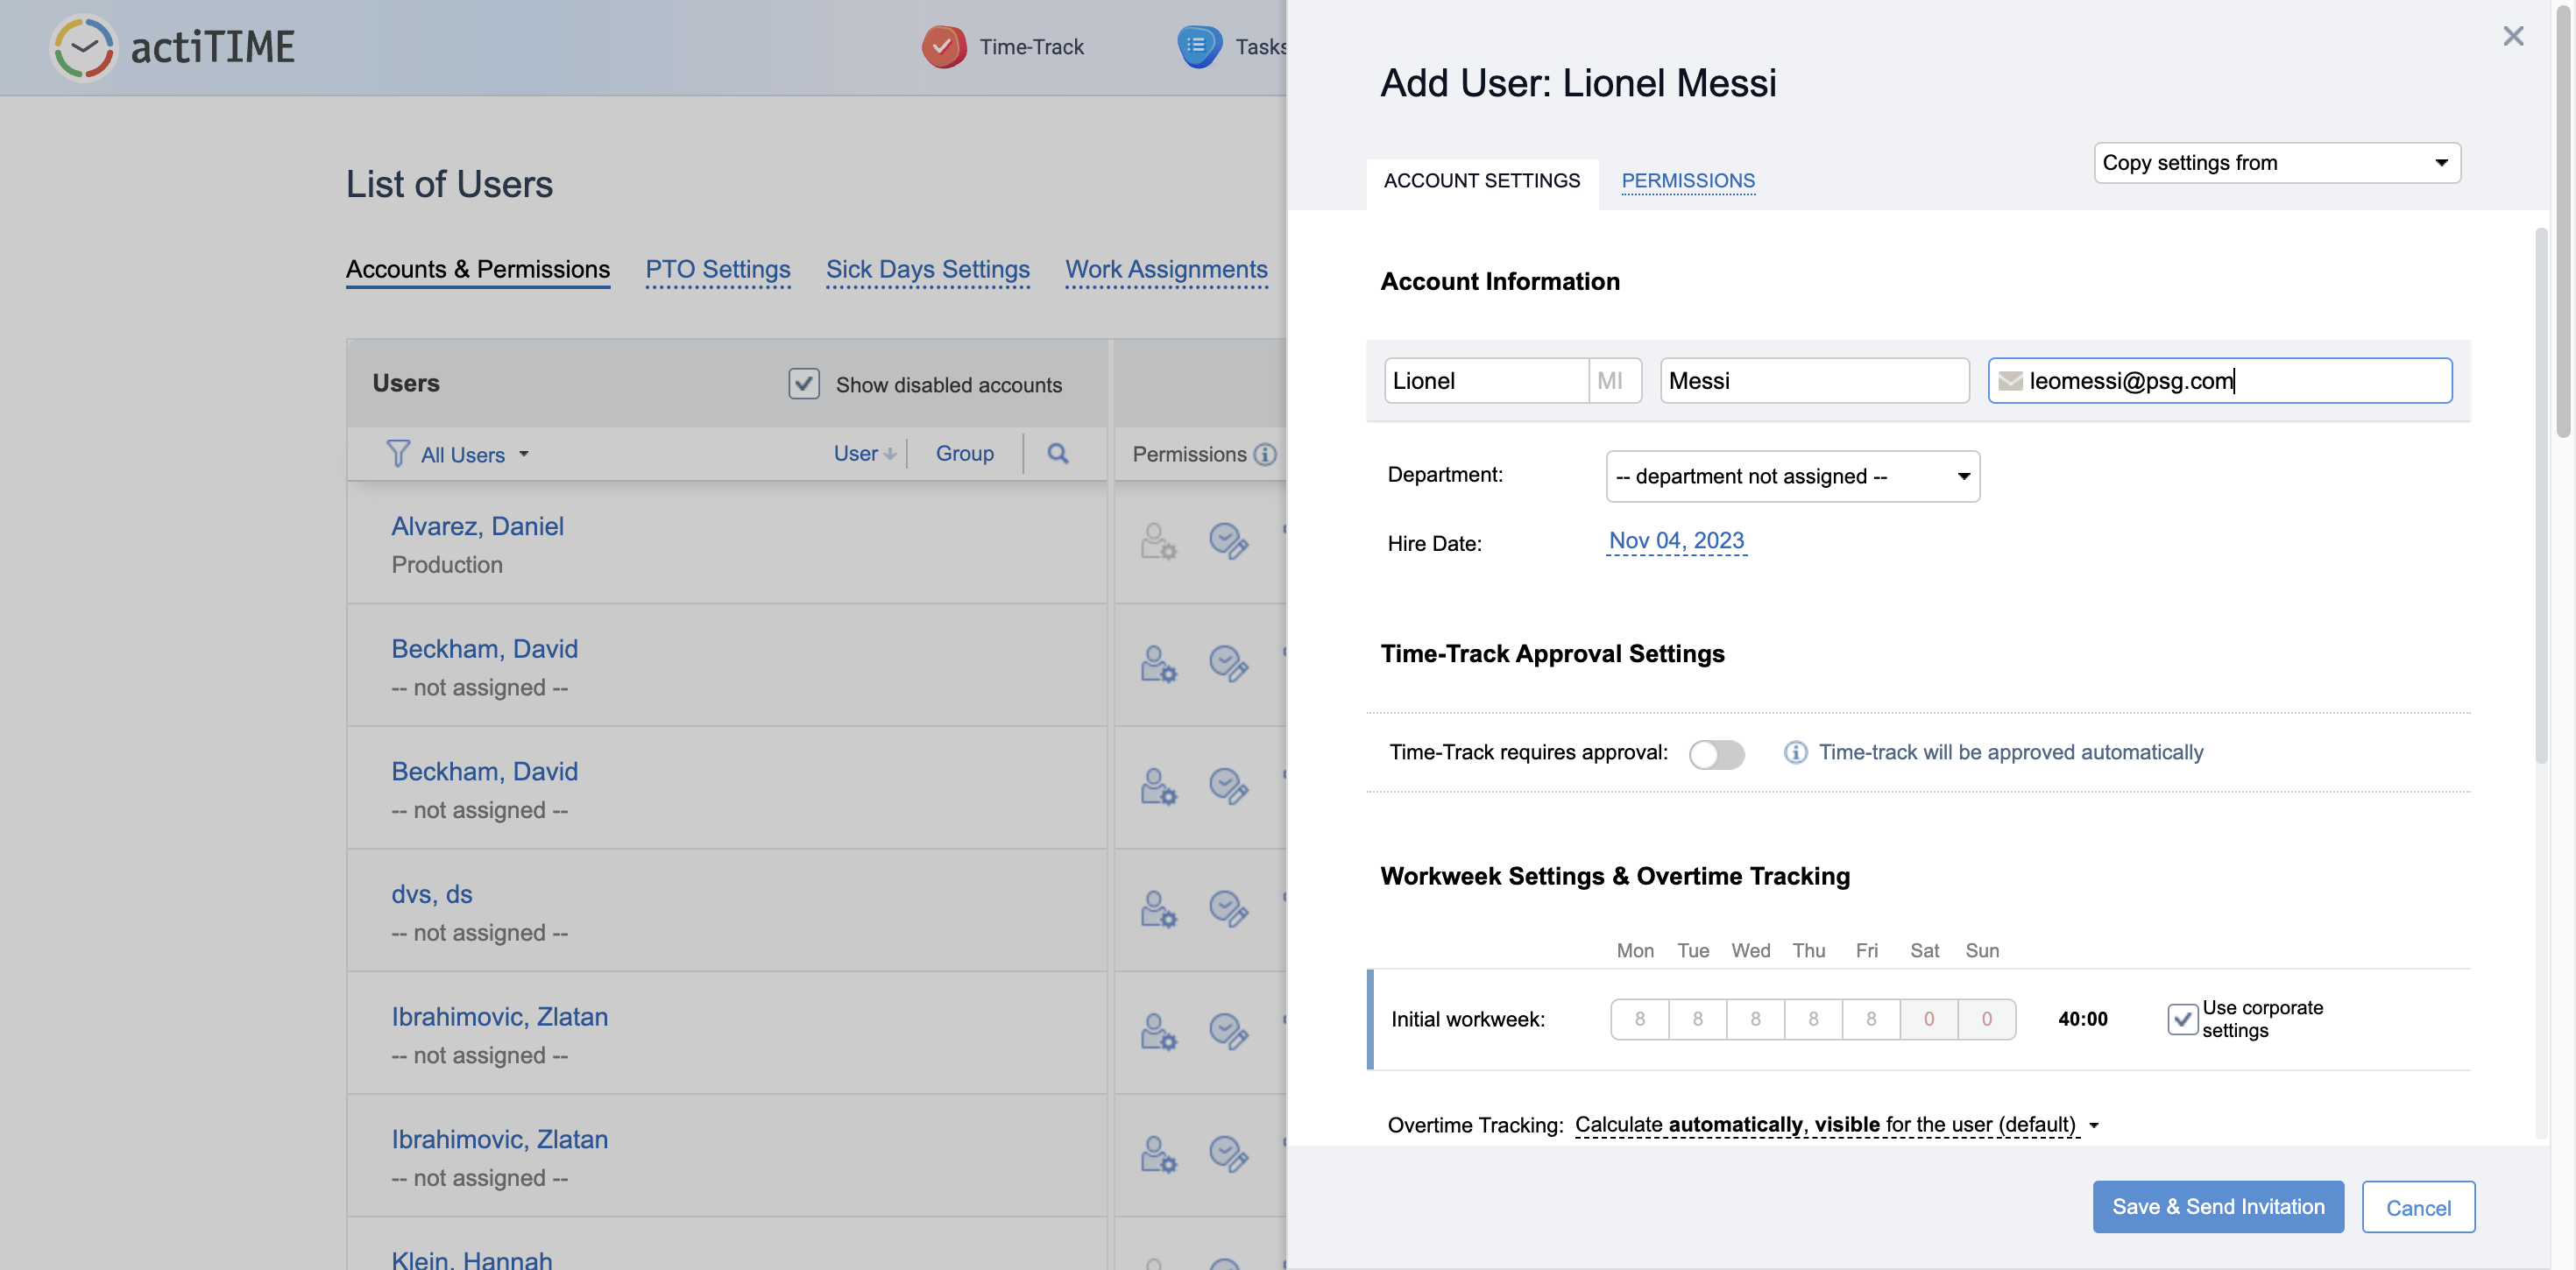 actiTIME
Time-Track
Tasks
List of Users
Accounts & Permissions
PTO Settings
Sick Days Settings
Work Assignments
Users
Show disabled accounts
All Users
User
Group
Permissions
Alvarez, Daniel
Production
Beckham, David
-- not assigned --
Beckham, David
-- not assigned --
dvs, ds
-- not assigned --
Ibrahimovic, Zlatan
-- not assigned --
Ibrahimovic, Zlatan
-- not assigned --
Klein, Hannah
Add User: Lionel Messi
Copy settings from
ACCOUNT SETTINGS
PERMISSIONS
Account Information
Lionel
MI
Messi
leomessi@psg.com
Department:
-- department not assigned --
Hire Date:
Nov 04, 2023
Time-Track Approval Settings
Time-Track requires approval:
Time-track will be approved automatically
Workweek Settings & Overtime Tracking
Mon Tue Wed Thu Fri Sat Sun
Initial workweek:
8 8 8 8 8 0 0
40:00
Use corporate
settings
Overtime Tracking: Calculate automatically, visible for the user (default)
Save & Send Invitation
Cancel